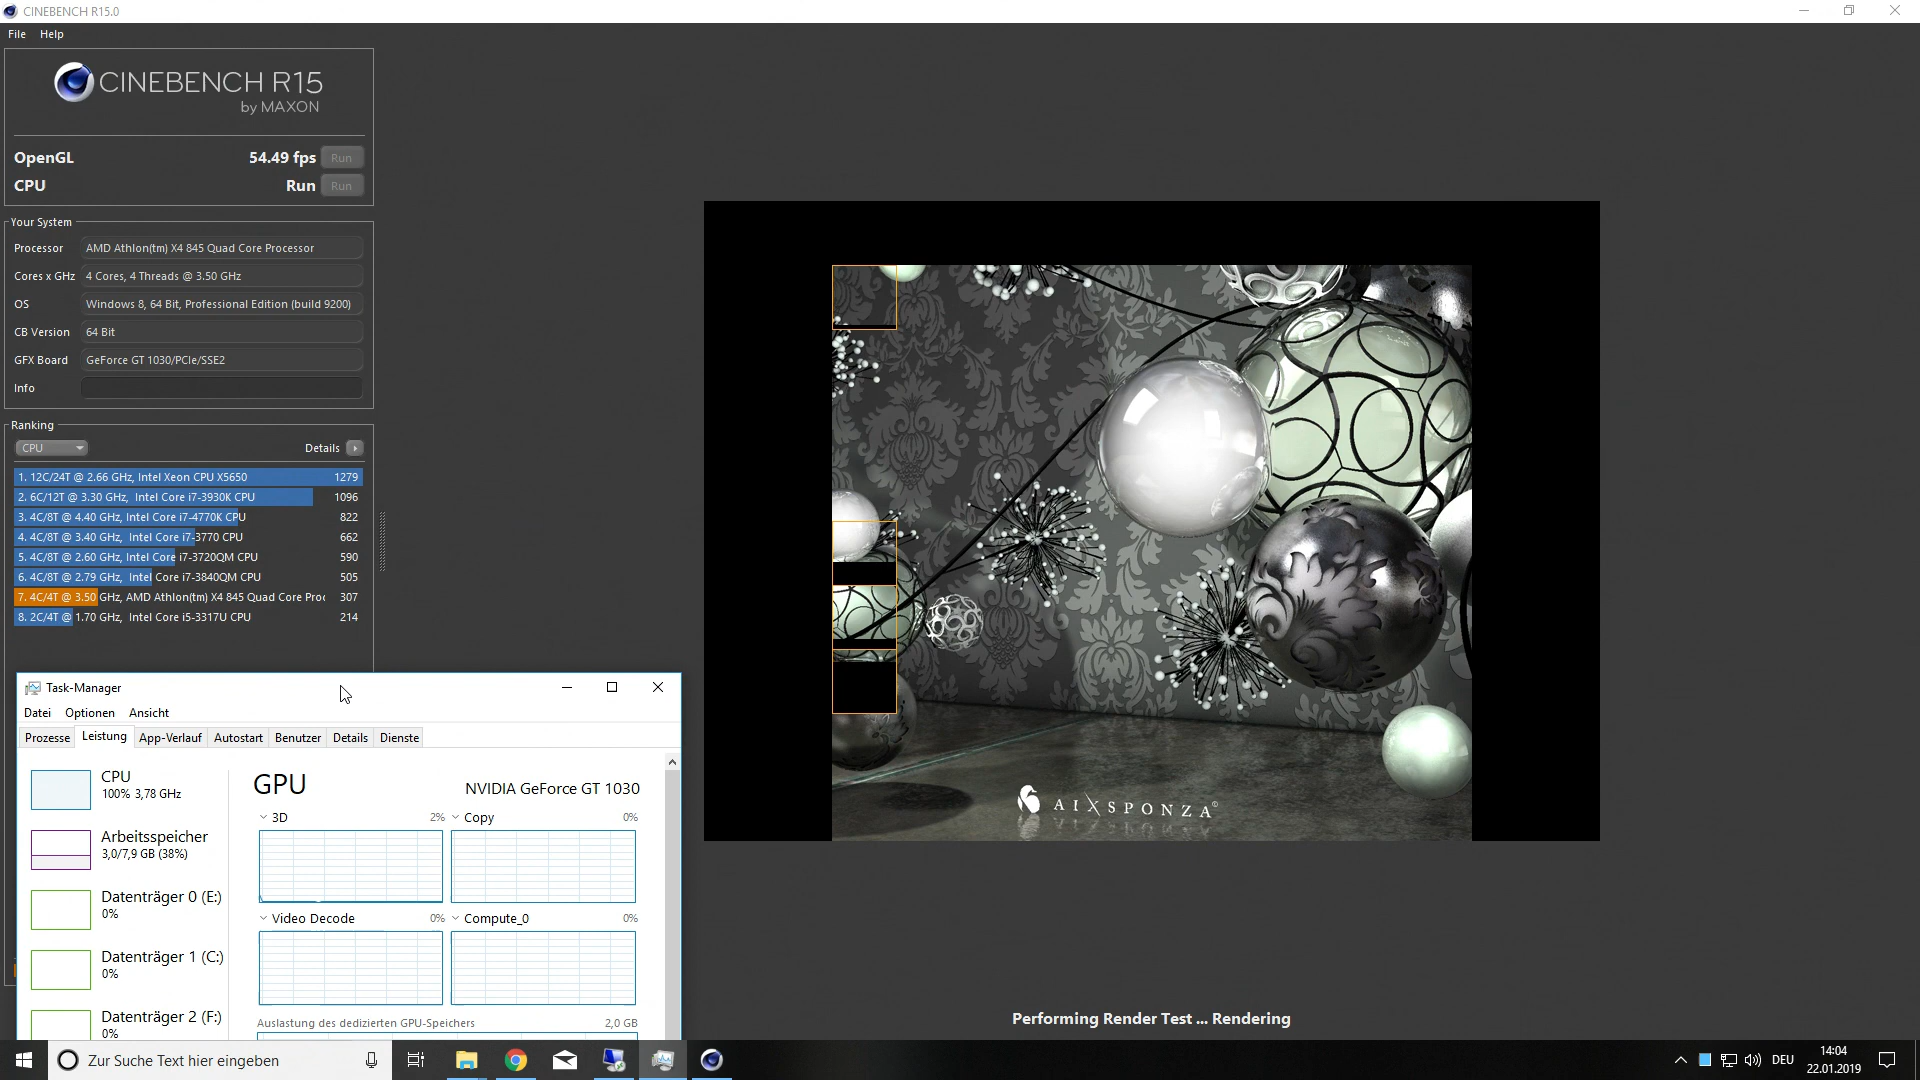 CINEBENCH R15.0
File Help
CINEBENCH R15
by MAXON
OpenGL 54.49 fps Run
CPU Run Run
Your System
Processor AMD Athlon(tm) X4 845 Quad Core Processor
Cores x GHz 4 Cores, 4 Threads @ 3.50 GHz
OS Windows 8, 64 Bit, Professional Edition (build 9200)
CB Version 64 Bit
GFX Board GeForce GT 1030/PCIe/SSE2
Info
Ranking
CPU Details
1. 12C/24T @ 2.66 GHz, Intel Xeon CPU X5650 1279
2. 6C/12T @ 3.30 GHz, Intel Core i7-3930K CPU 1096
3. 4C/8T @ 4.40 GHz, Intel Core i7-4770K CPU 822
4. 4C/8T @ 3.40 GHz, Intel Core i7-3770 CPU 662
5. 4C/8T @ 2.60 GHz, Intel Core i7-3720QM CPU 590
6. 4C/8T @ 2.79 GHz, Intel Core i7-3840QM CPU 505
7. 4C/4T @ 3.50 GHz, AMD Athlon(tm) X4 845 Quad Core Proc 307
8. 2C/4T @ 1.70 GHz, Intel Core i5-3317U CPU 214
Task-Manager
Datei Optionen Ansicht
Prozesse Leistung App-Verlauf Autostart Benutzer Details Dienste
CPU
100% 3,78 GHz
Arbeitsspeicher
3,0/7,9 GB (38%)
Datenträger 0 (E:)
0%
Datenträger 1 (C:)
0%
Datenträger 2 (F:)
0%
GPU NVIDIA GeForce GT 1030
3D 2% Copy 0%
Video Decode 0% Compute_0 0%
Auslastung des dedizierten GPU-Speichers 2,0 GB
AIXSPONZA®
Performing Render Test ... Rendering
Zur Suche Text hier eingeben
DEU
14:04
22.01.2019